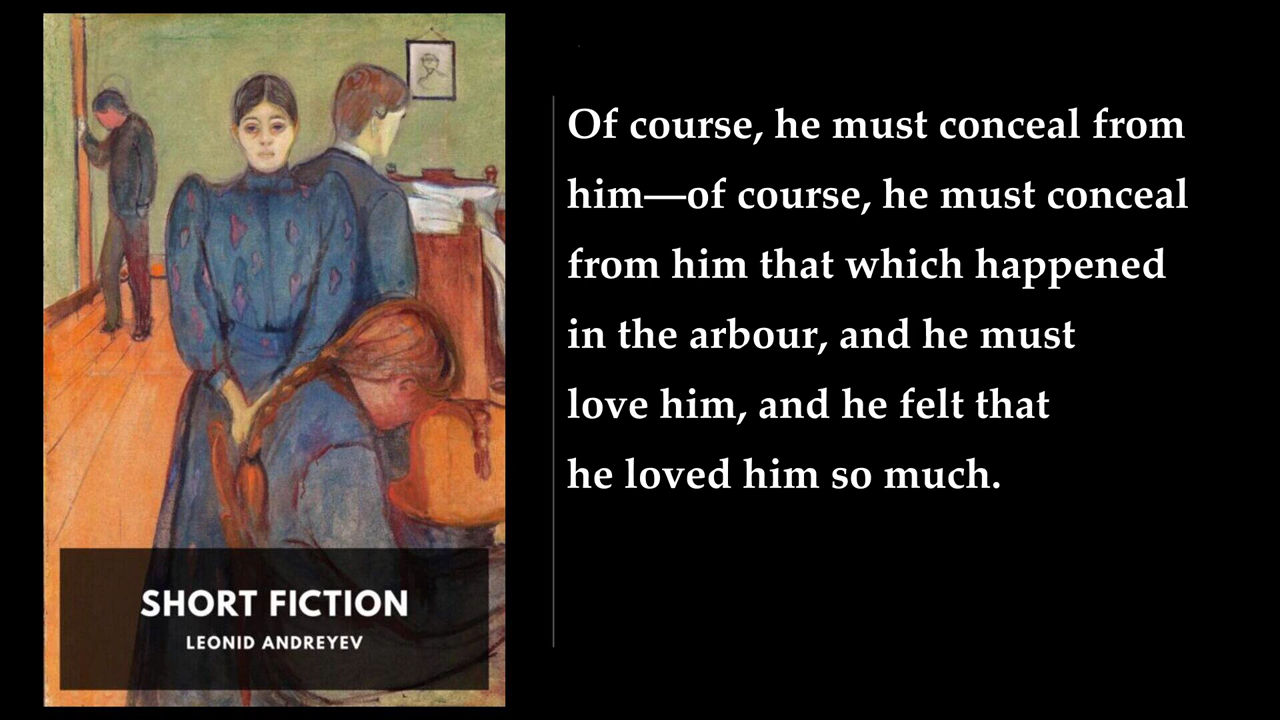 SHORT FICTION
LEONID ANDREYEV
Of course, he must conceal from
him—of course, he must conceal
from him that which happened
in the arbour, and he must
love him, and he felt that
he loved him so much.